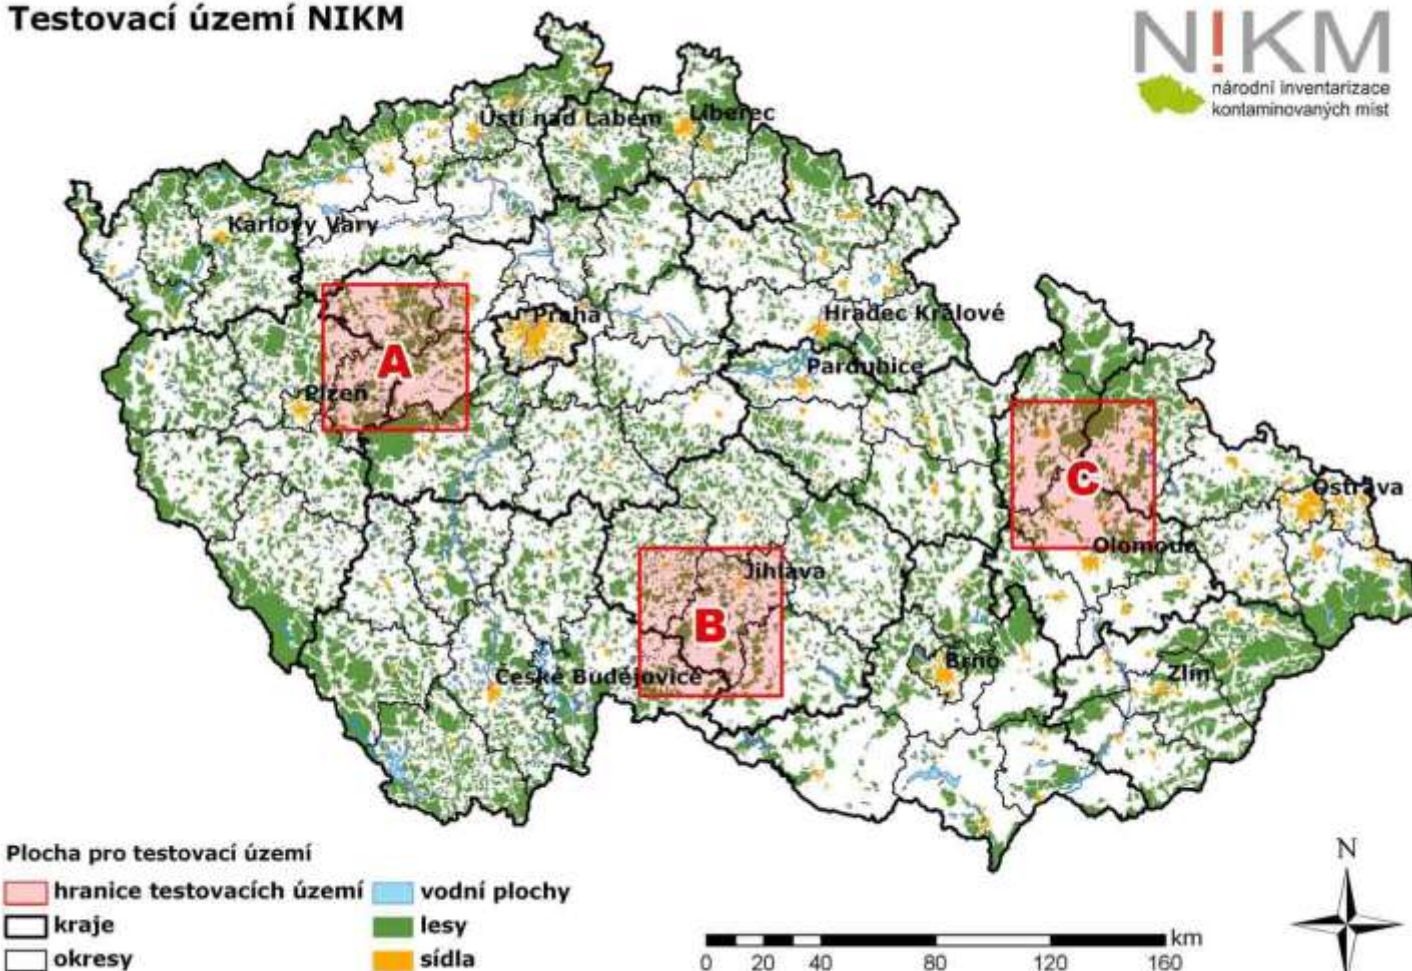 Testovací území NIKM
N!KM
národní inventarizace
kontaminovaných míst
Ústí nad Labem
Liberec
Karlovy Vary
Praha
Hradec Králové
Pardubice
A
Plzeň
C
Ostrava
Olomouc
Jihlava
B
České Budějovice
Brno
Zlín
Plocha pro testovací území
hranice testovacích území
vodní plochy
kraje
lesy
okresy
sídla
N
km
0 20 40 80 120 160